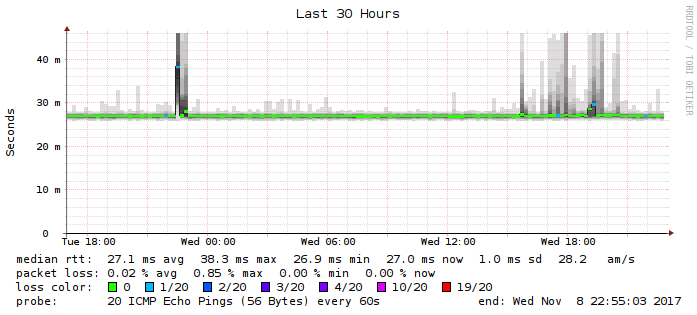 Last 30 Hours
RRDTOOL / TOBI OETIKER
Seconds
40 m
30 m
20 m
10 m
0
Tue 18:00 Wed 00:00 Wed 06:00 Wed 12:00 Wed 18:00
median rtt: 27.1 ms avg 38.3 ms max 26.9 ms min 27.0 ms now 1.0 ms sd 28.2 am/s
packet loss: 0.02 % avg 0.85 % max 0.00 % min 0.00 % now
loss color: 0 1/20 2/20 3/20 4/20 10/20 19/20
probe: 20 ICMP Echo Pings (56 Bytes) every 60s end: Wed Nov 8 22:55:03 2017